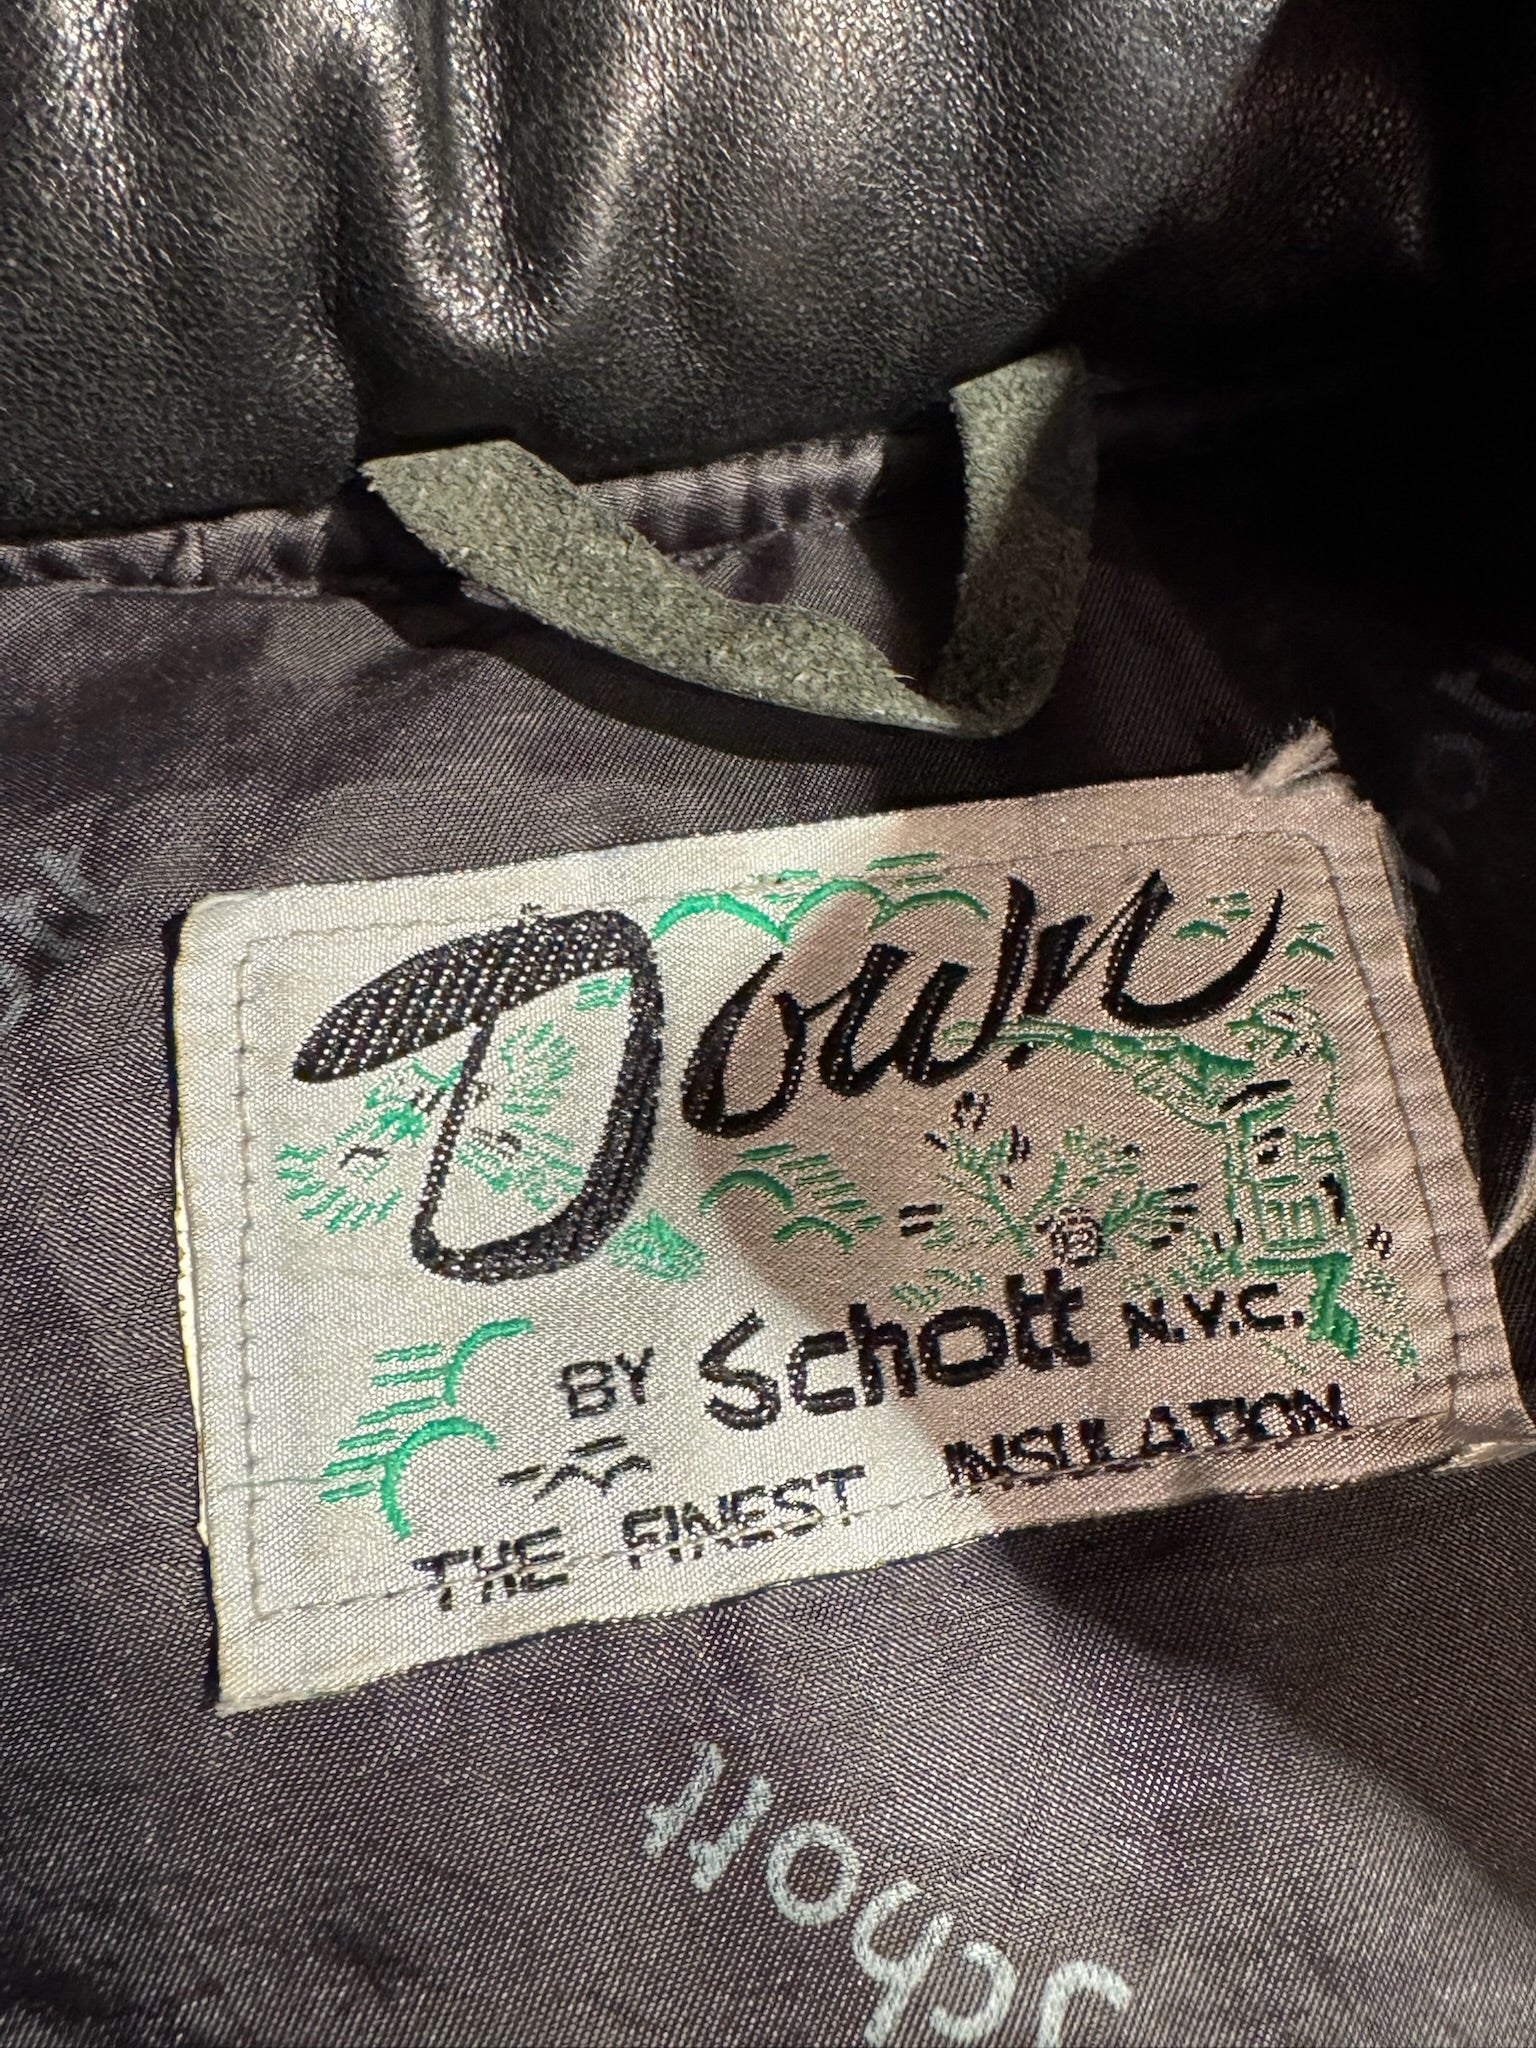 Down
BY Schott N.Y.C.
THE FINEST INSULATION
Schott